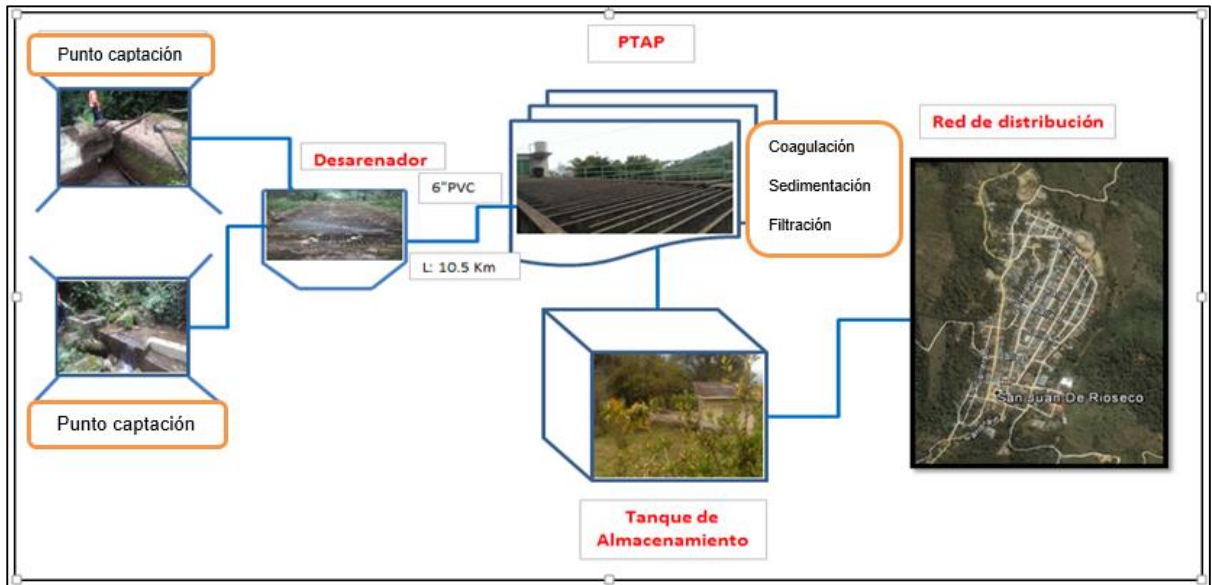 Punto captación
PTAP
Red de distribución
Desarenador
6"PVC
L: 10.5 Km
Coagulación
Sedimentación
Filtración
San Juan De Rioseco
Punto captación
Tanque de
Almacenamiento